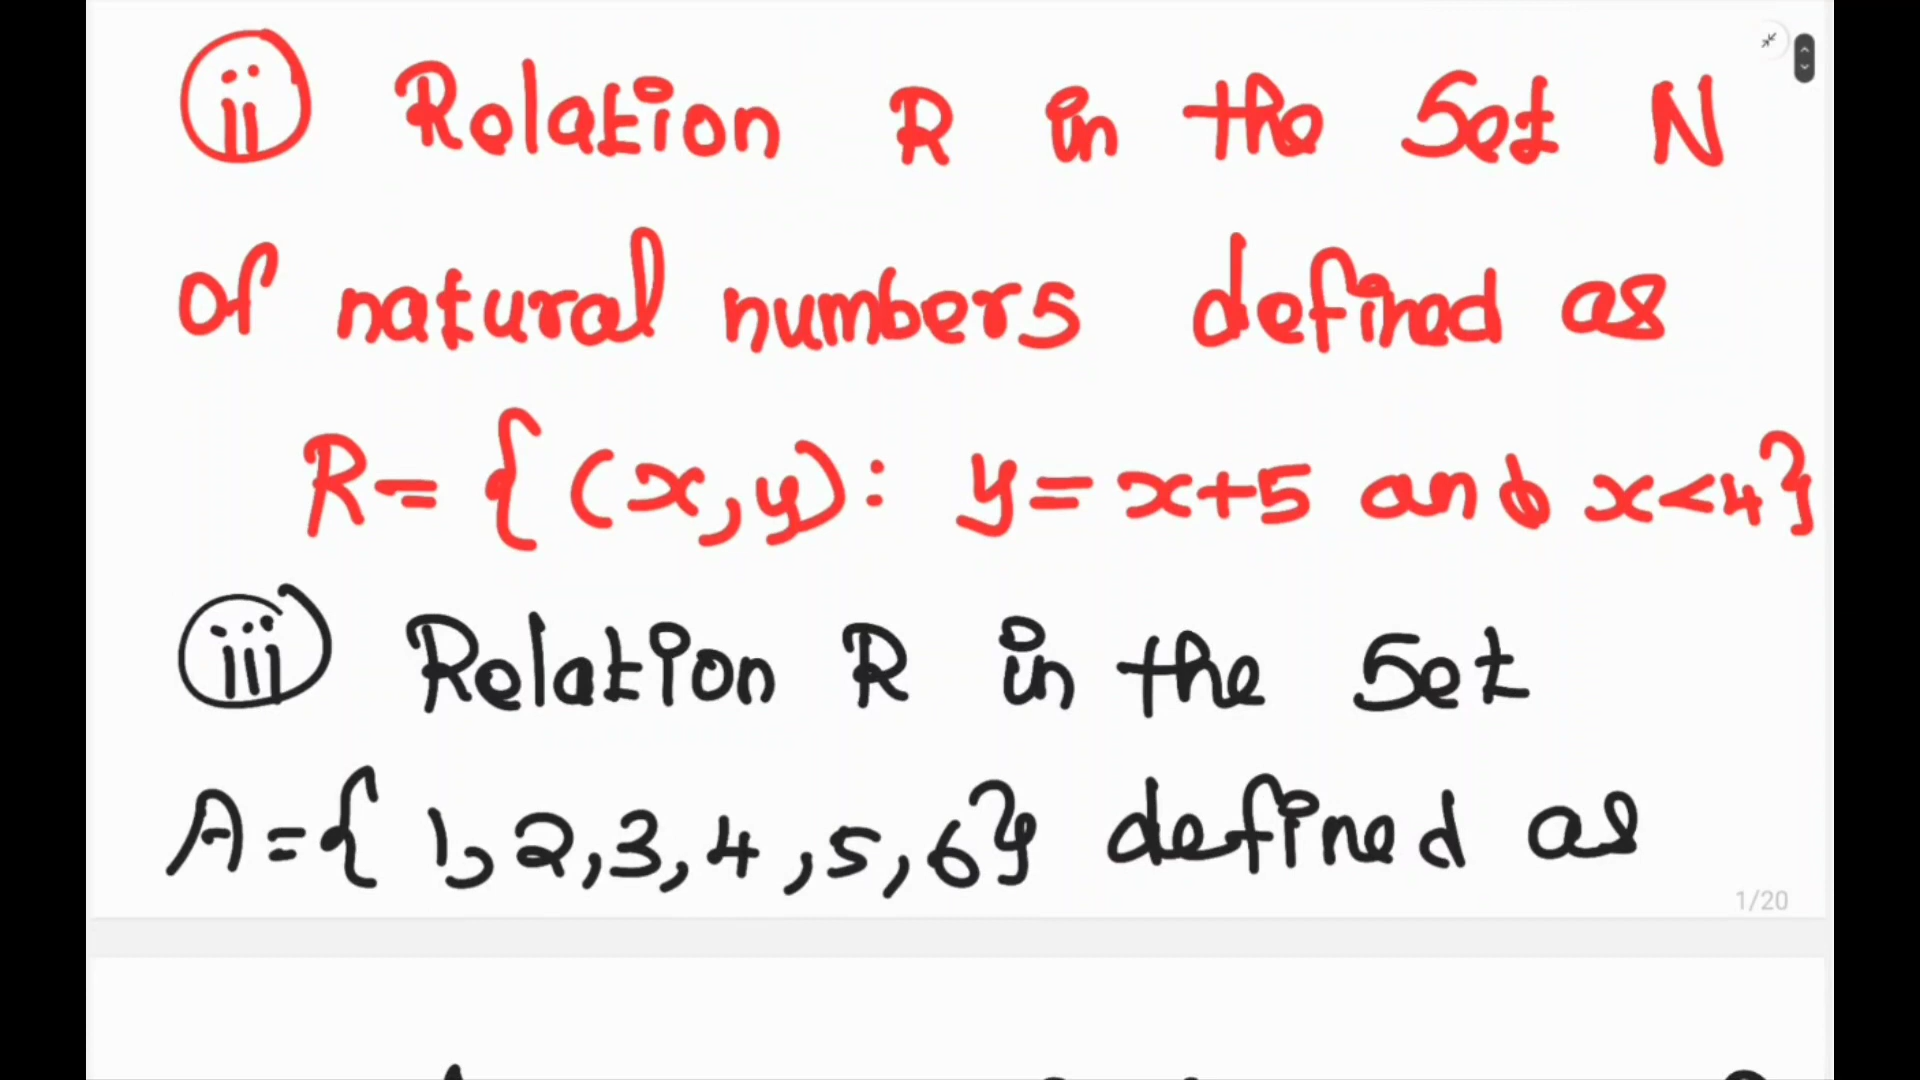 ii Relation R in the Set N
of natural numbers defined as
R= { (x,y): y=x+5 and x<4}
iii Relation R in the Set
A={ 1,2,3,4,5,6} defined as
1/20